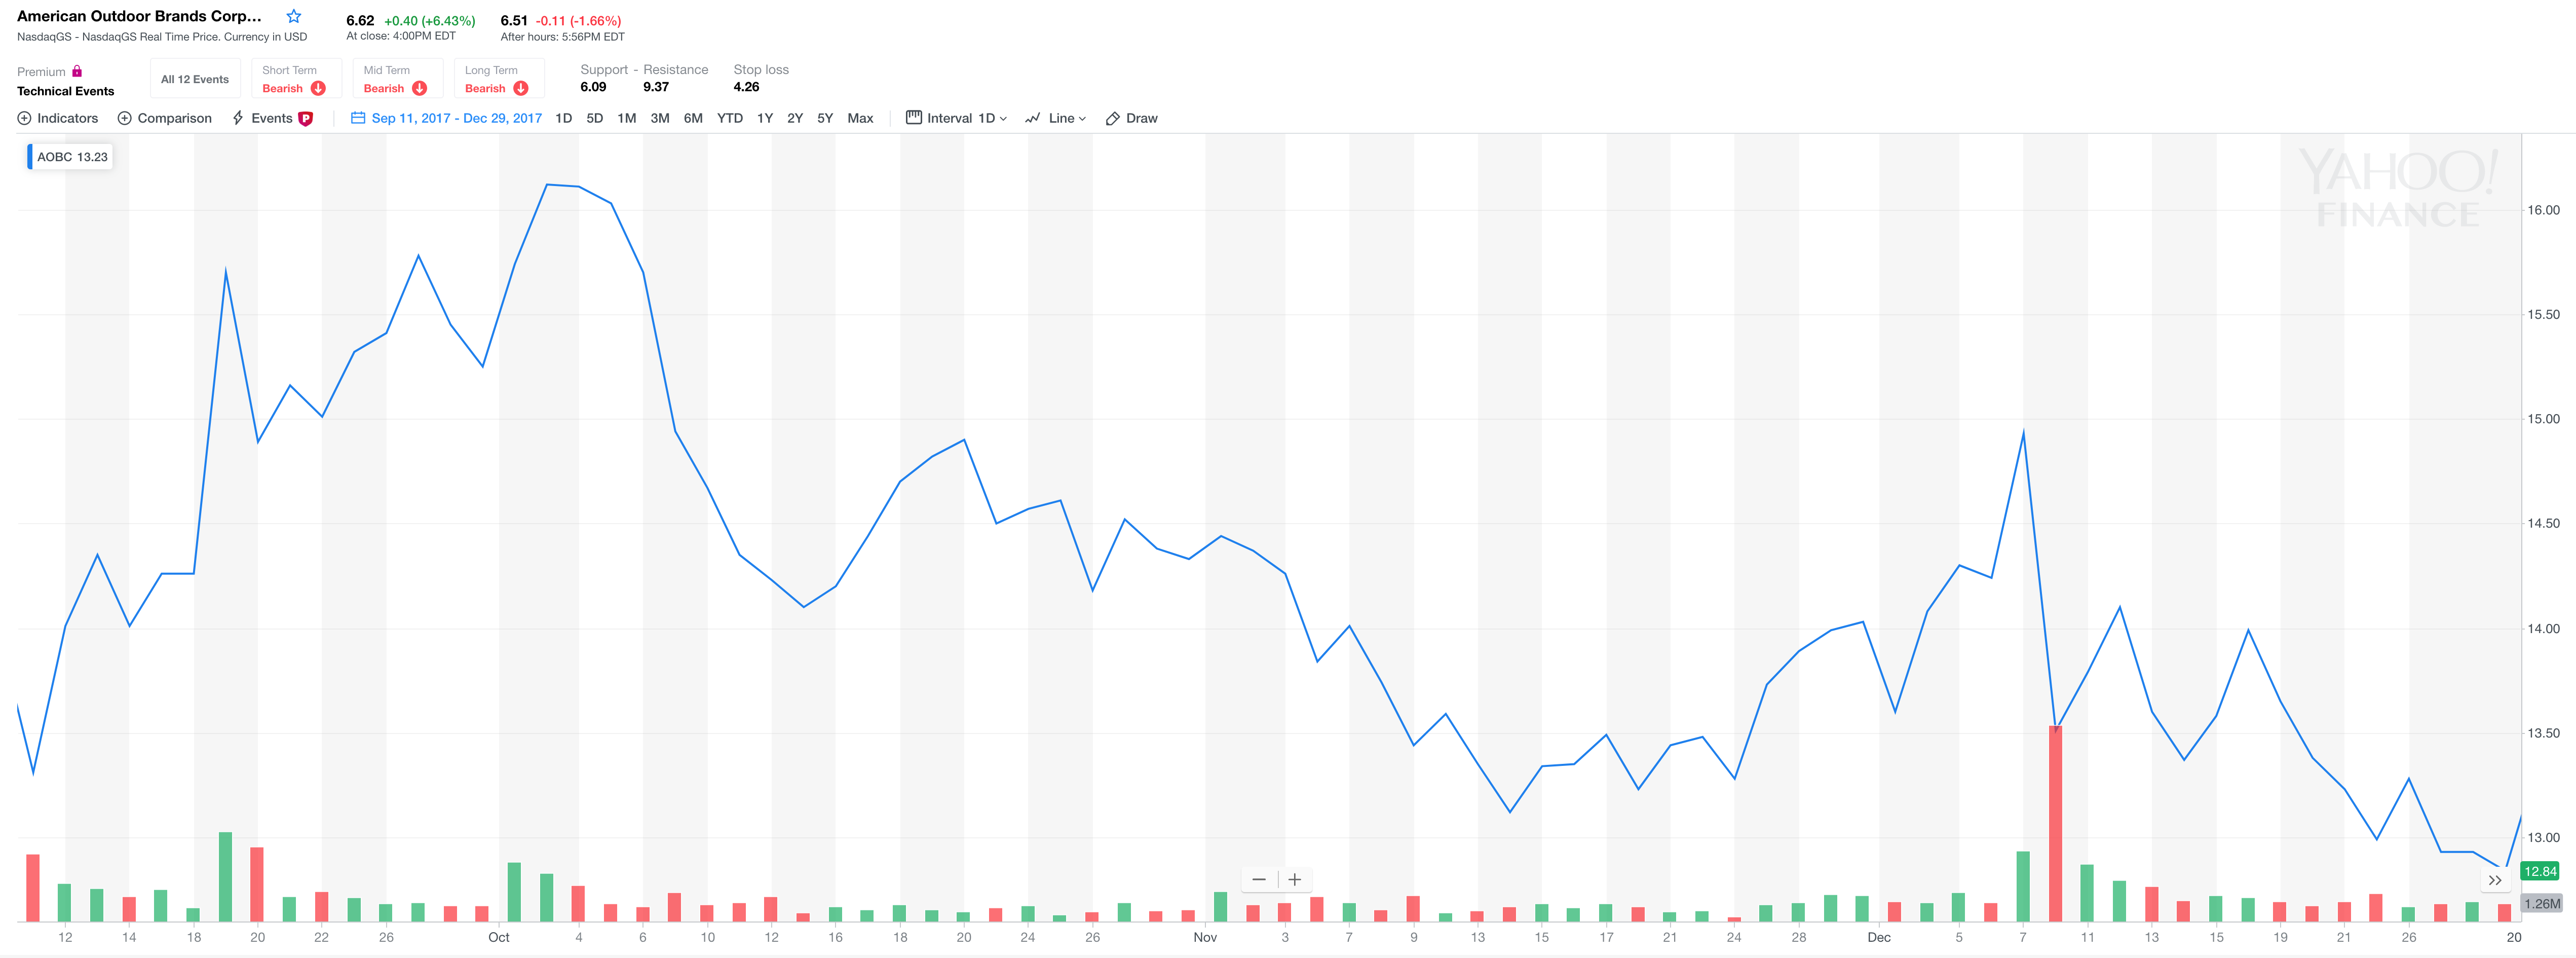 American Outdoor Brands Corp...
6.62 +0.40 (+6.43%)
6.51 -0.11 (-1.66%)
NasdaqGS - NasdaqGS Real Time Price. Currency in USD
At close: 4:00PM EDT
After hours: 5:56PM EDT
Premium
Technical Events
All 12 Events
Short Term
Bearish
Mid Term
Bearish
Long Term
Bearish
Support - Resistance
6.09 9.37
Stop loss
4.26
Indicators Comparison Events P Sep 11, 2017 - Dec 29, 2017 1D 5D 1M 3M 6M YTD 1Y 2Y 5Y Max Interval 1D Line Draw
AOBC 13.23
YAHOO!
FINANCE
16.00
15.50
15.00
14.50
14.00
13.50
13.00
12.84
1.26M
12 14 18 20 22 26 Oct 4 6 10 12 16 18 20 24 26 Nov 3 7 9 13 15 17 21 24 28 Dec 5 7 11 13 15 19 21 26 20